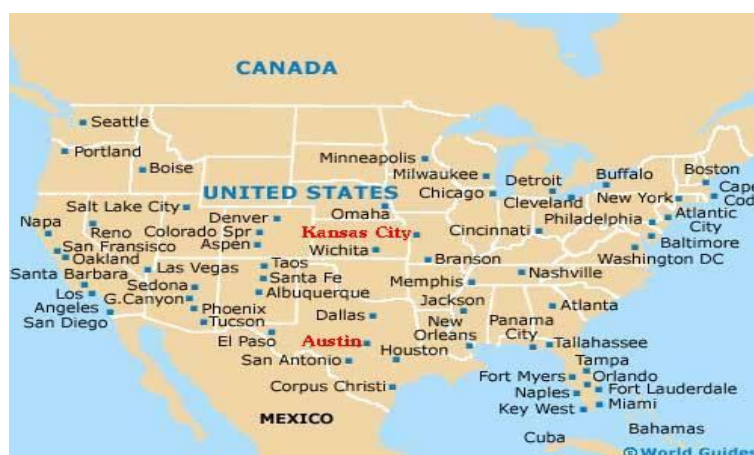 CANADA
Seattle
Portland
Boise
Minneapolis
Milwaukee
Chicago
Detroit
Buffalo
Boston
Cape
Cod
Cleveland
New York
UNITED STATES
Salt Lake City
Omaha
Denver
Colorado Spr
Aspen
Kansas City
Wichita
Cincinnati
Philadelphia
Atlantic
City
Baltimore
Washington DC
Napa
Reno
San Fransisco
Oakland
Santa Barbara
Las Vegas
Taos
Santa Fe
Albuquerque
Branson
Nashville
Memphis
Sedona
G.Canyon
Los
Angeles
San Diego
Phoenix
Tucson
El Paso
Dallas
Jackson
Atlanta
New
Orleans
Panama
City
Tallahassee
Austin
Houston
San Antonio
Corpus Christi
Tampa
Orlando
Fort Myers
Fort Lauderdale
Naples
Miami
Key West
MEXICO
Bahamas
Cuba
©World Guides